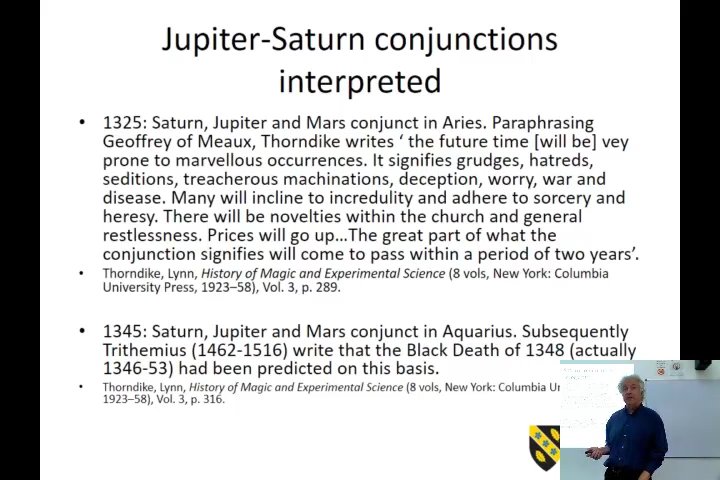 Jupiter-Saturn conjunctions
interpreted
• 1325: Saturn, Jupiter and Mars conjunct in Aries. Paraphrasing
Geoffrey of Meaux, Thorndike writes ‘ the future time [will be] vey
prone to marvellous occurrences. It signifies grudges, hatreds,
seditions, treacherous machinations, deception, worry, war and
disease. Many will incline to incredulity and adhere to sorcery and
heresy. There will be novelties within the church and general
restlessness. Prices will go up…The great part of what the
conjunction signifies will come to pass within a period of two years’.
• Thorndike, Lynn, History of Magic and Experimental Science (8 vols, New York: Columbia
University Press, 1923–58), Vol. 3, p. 289.
• 1345: Saturn, Jupiter and Mars conjunct in Aquarius. Subsequently
Trithemius (1462-1516) write that the Black Death of 1348 (actually
1346-53) had been predicted on this basis.
• Thorndike, Lynn, History of Magic and Experimental Science (8 vols, New York: Columbia Un
1923–58), Vol. 3, p. 316.